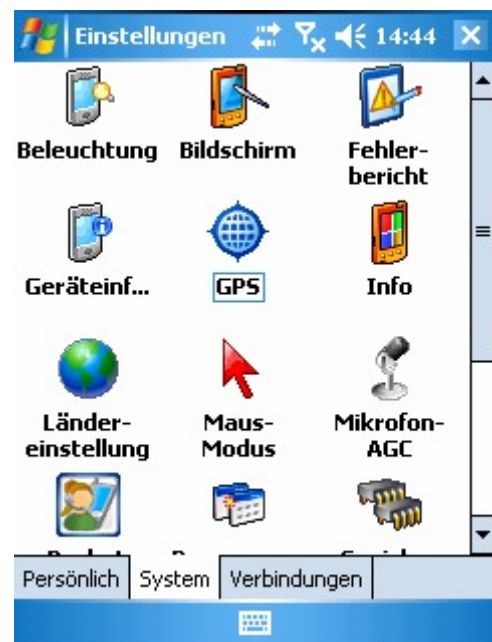 Einstellungen 14:44
Beleuchtung Bildschirm Fehler-
bericht
Geräteinf... GPS Info
Länder- Maus- Mikrofon-
einstellung Modus AGC
Persönlich System Verbindungen